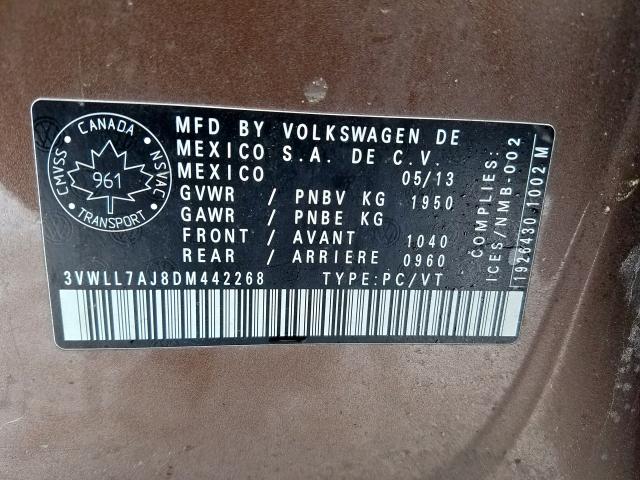 CANADA
CMVSS
NSVAC
961
TRANSPORT
MFD BY VOLKSWAGEN DE
MEXICO S.A. DE C.V.
MEXICO 05/13
GVWR / PNBV KG 1950
GAWR / PNBE KG
FRONT / AVANT 1040
REAR / ARRIERE 0960
3VWLL7AJ8DM442268 TYPE:PC/VT
COMPLIES:
ICES/NMB-002
11926430 1002 M